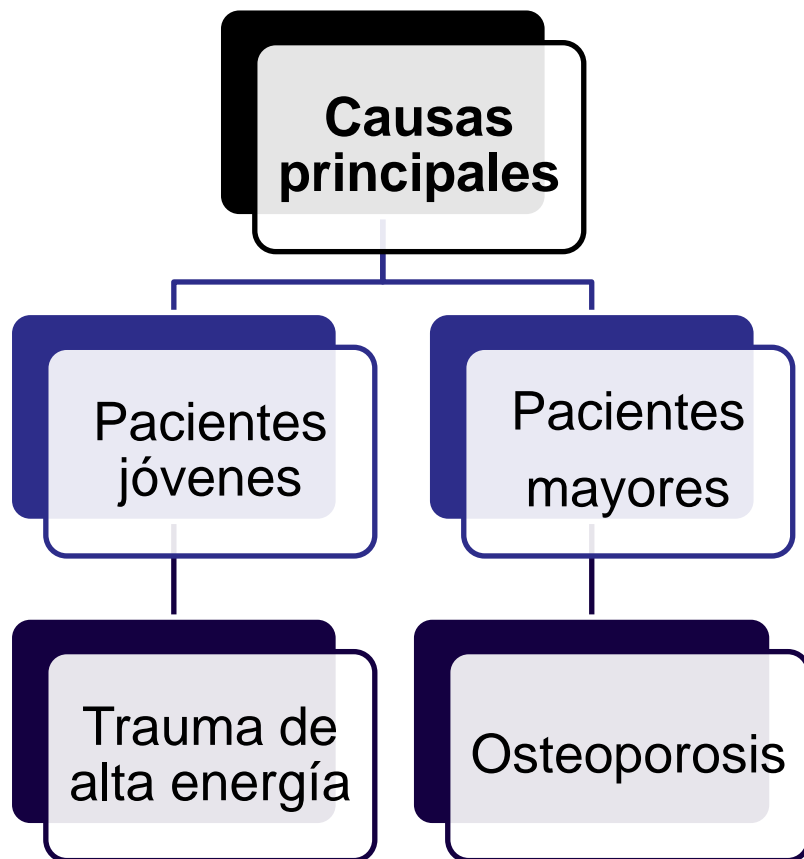 Causas
principales
Pacientes
jóvenes
Pacientes
mayores
Trauma de
alta energía
Osteoporosis